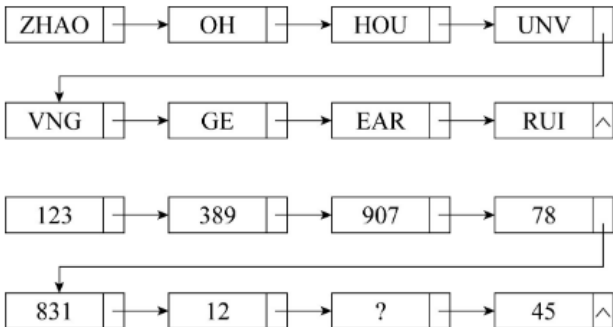 ZHAO OH HOU UNV
VNG GE EAR RUI ∧
123 389 907 78
831 12 ? 45 ∧